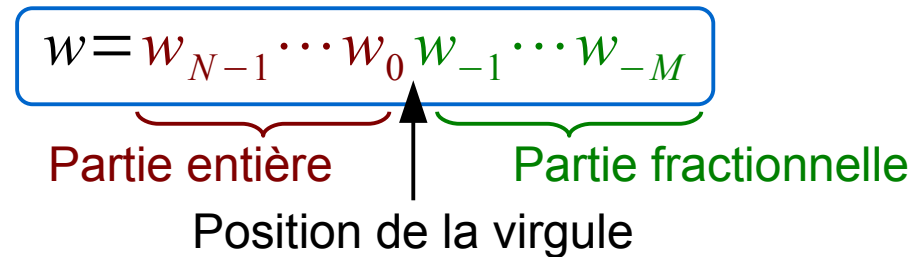 w=w_{N-1}⋯w_0 w_{-1}⋯w_{-M}
Partie entière Partie fractionnelle
Position de la virgule